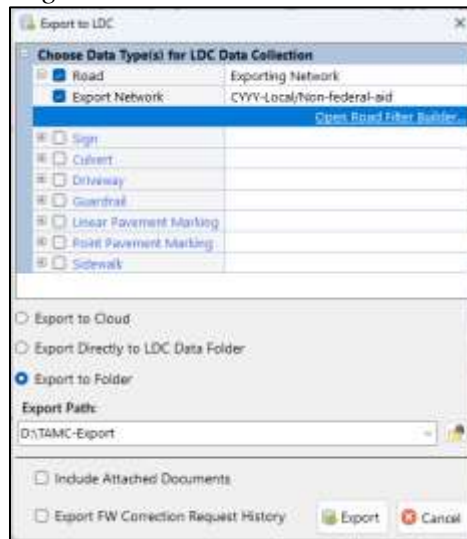 Export to LDC
Choose Data Type(s) for LDC Data Collection
Road Exporting Network
Export Network CYYY-Local/Non-federal-aid
Open Road Filter Builder...
Sign
Culvert
Driveway
Guardrail
Linear Pavement Marking
Point Pavement Marking
Sidewalk
Export to Cloud
Export Directly to LDC Data Folder
Export to Folder
Export Path:
D:\TAMC-Export
Include Attached Documents
Export FW Correction Request History Export Cancel